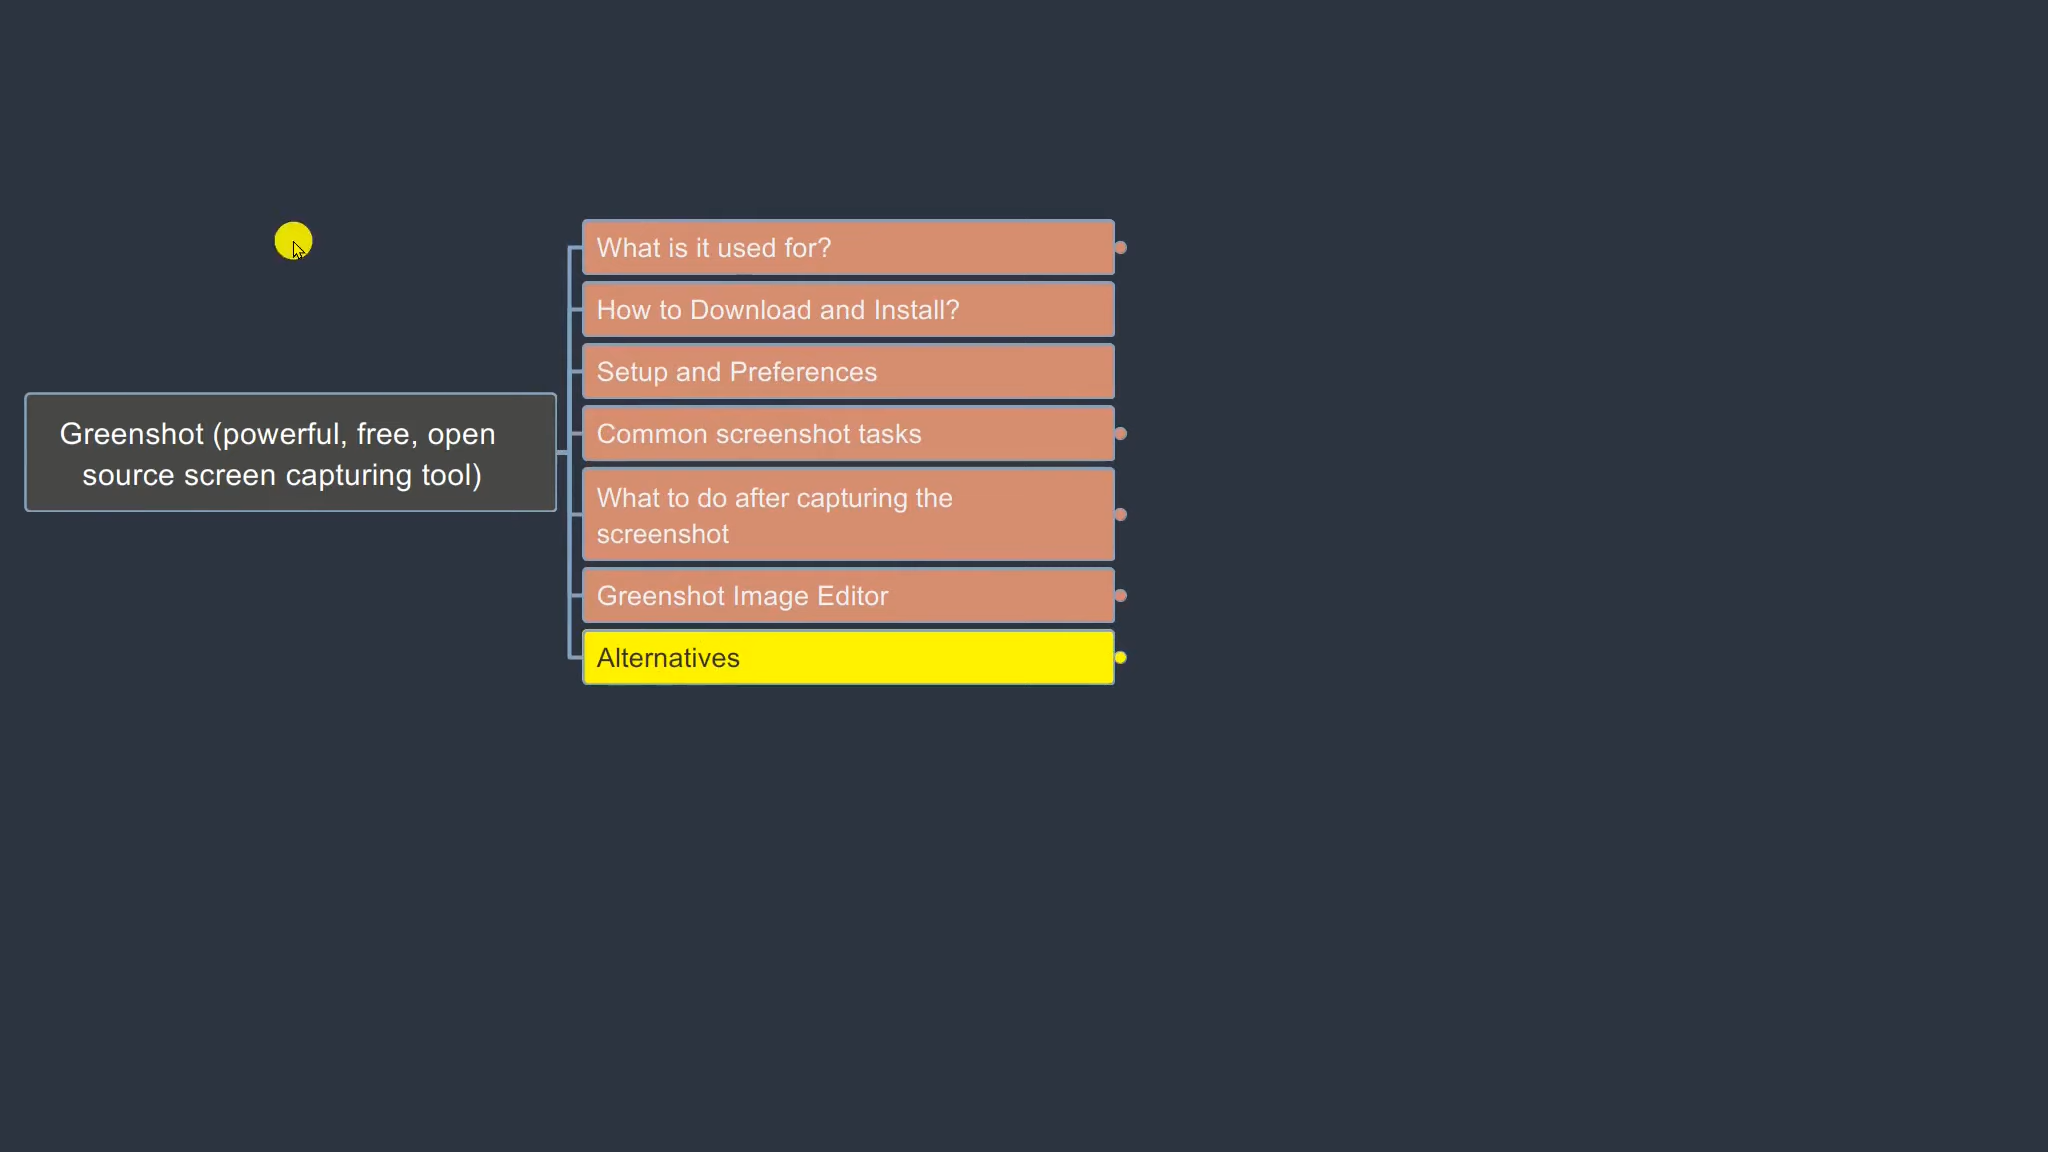 Greenshot (powerful, free, open
source screen capturing tool)
What is it used for?
How to Download and Install?
Setup and Preferences
Common screenshot tasks
What to do after capturing the
screenshot
Greenshot Image Editor
Alternatives